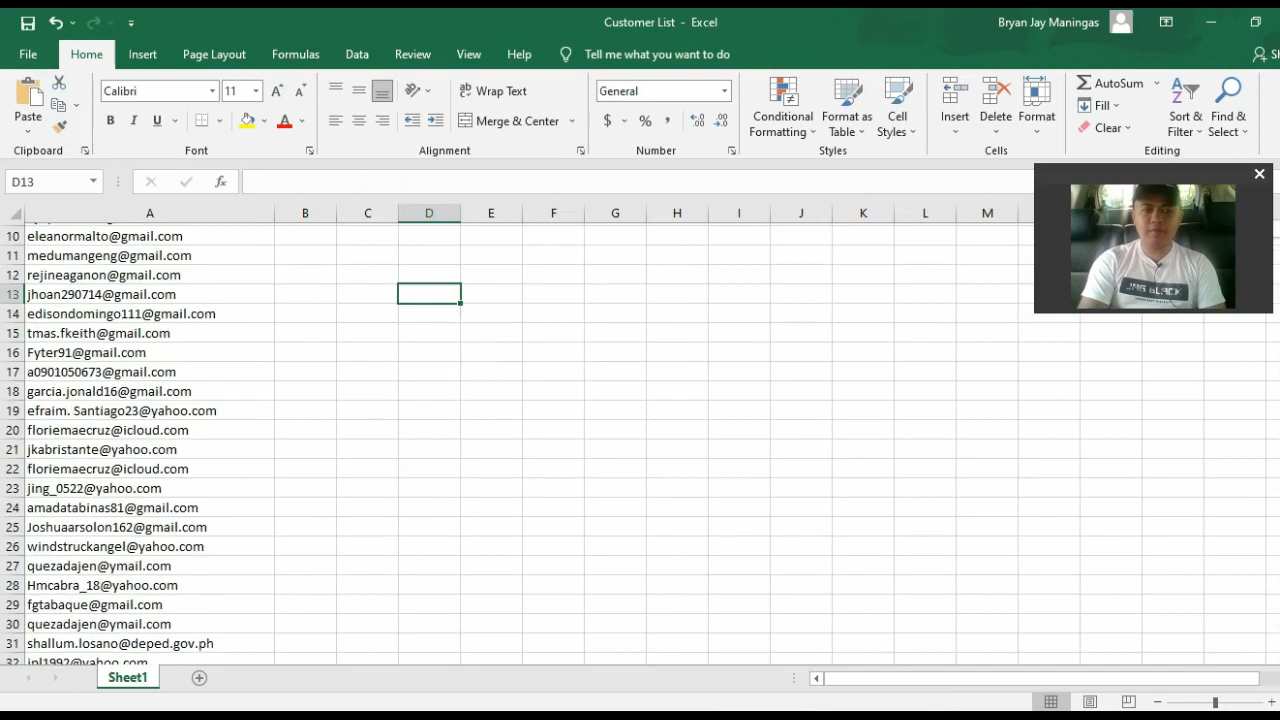 Customer List - Excel
Bryan Jay Maningas
File Home Insert Page Layout Formulas Data Review View Help Tell me what you want to do
Paste
Calibri 11
B I U
Wrap Text
Merge & Center
General
$ % ,
Conditional Formatting
Format as Table
Cell Styles
Insert Delete Format
AutoSum
Fill
Clear
Sort & Filter
Find & Select
Clipboard Font Alignment Number Styles Cells Editing
D13 fx
A B C D E F G H I J K L M
10 eleanormalto@gmail.com
11 medumangeng@gmail.com
12 rejineaganon@gmail.com
13 jhoan290714@gmail.com
14 edisondomingo111@gmail.com
15 tmas.fkeith@gmail.com
16 Fyter91@gmail.com
17 a0901050673@gmail.com
18 garcia.jonald16@gmail.com
19 efraim. Santiago23@yahoo.com
20 floriemaecruz@icloud.com
21 jkabristante@yahoo.com
22 floriemaecruz@icloud.com
23 jing_0522@yahoo.com
24 amadatabinas81@gmail.com
25 Joshuaarsolon162@gmail.com
26 windstruckangel@yahoo.com
27 quezadajen@ymail.com
28 Hmcabra_18@yahoo.com
29 fgtabaque@gmail.com
30 quezadajen@ymail.com
31 shallum.losano@deped.gov.ph
32
Sheet1